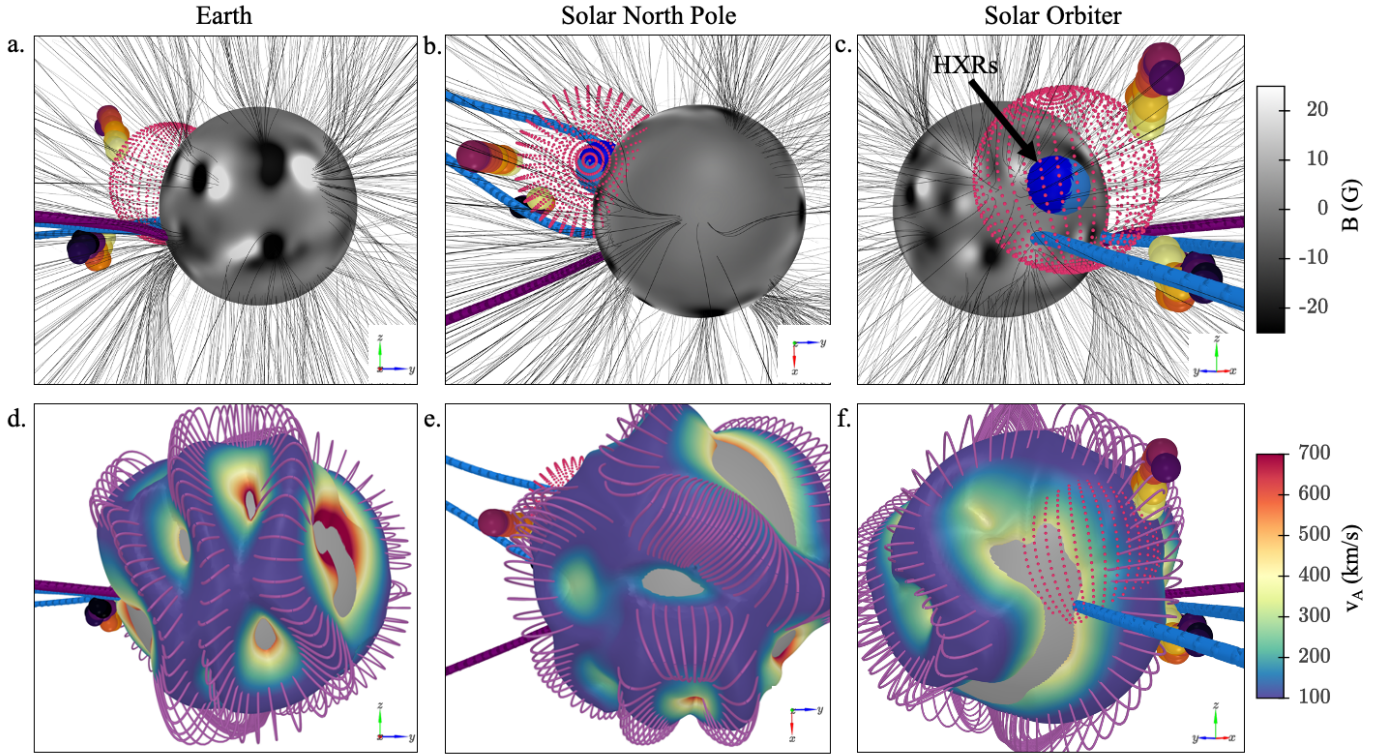 Earth
Solar North Pole
Solar Orbiter
a.
b.
c.
HXRs
20
10
0
-10
-20
B (G)
z
x
y
z
y
x
z
y
x
d.
e.
f.
700
600
500
400
300
200
100
v_A (km/s)
z
x
y
z
y
x
z
y
x